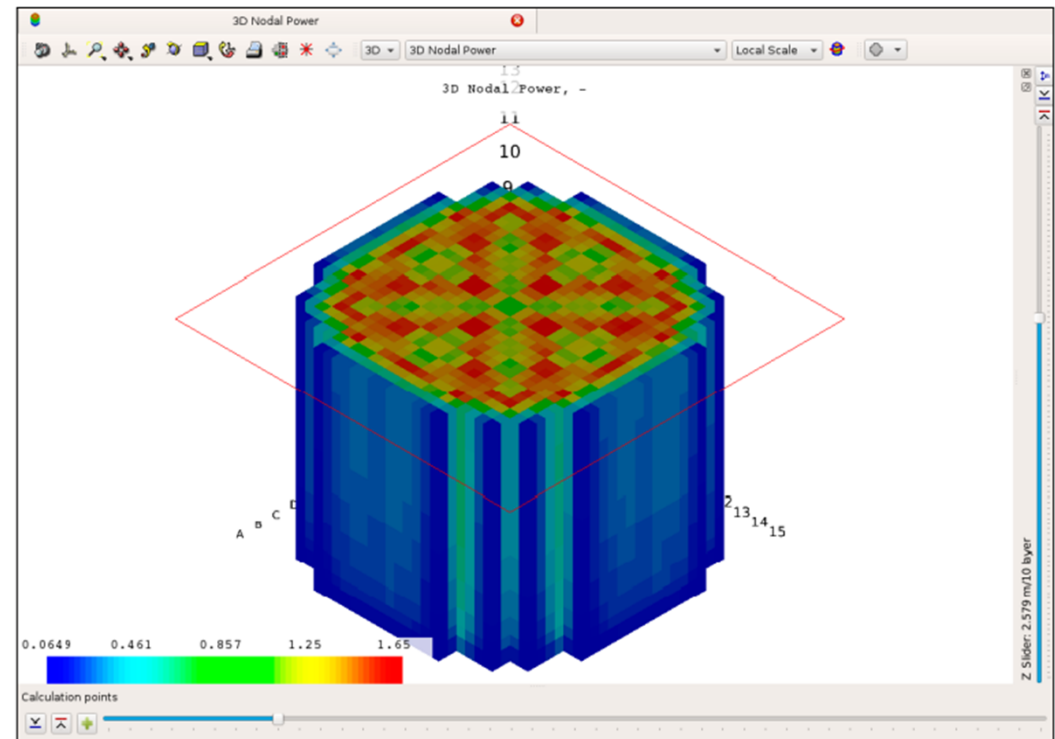 3D Nodal Power
3D 3D Nodal Power Local Scale
13
12
3D Nodal Power, -
11
10
9
A B C D
2 13 14 15
0.0649 0.461 0.857 1.25 1.65
Z Slider: 2.579 m/10 layer
Calculation points